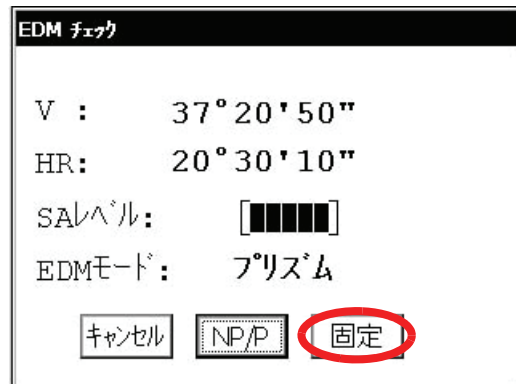 EDM ﾁｪｯｸ
V : 37°20'50"
HR: 20°30'10"
SAﾚﾍﾞﾙ: [█████]
EDMモード: ﾌﾟﾘｽﾞﾑ
ｷｬﾝｾﾙ NP/P 固定